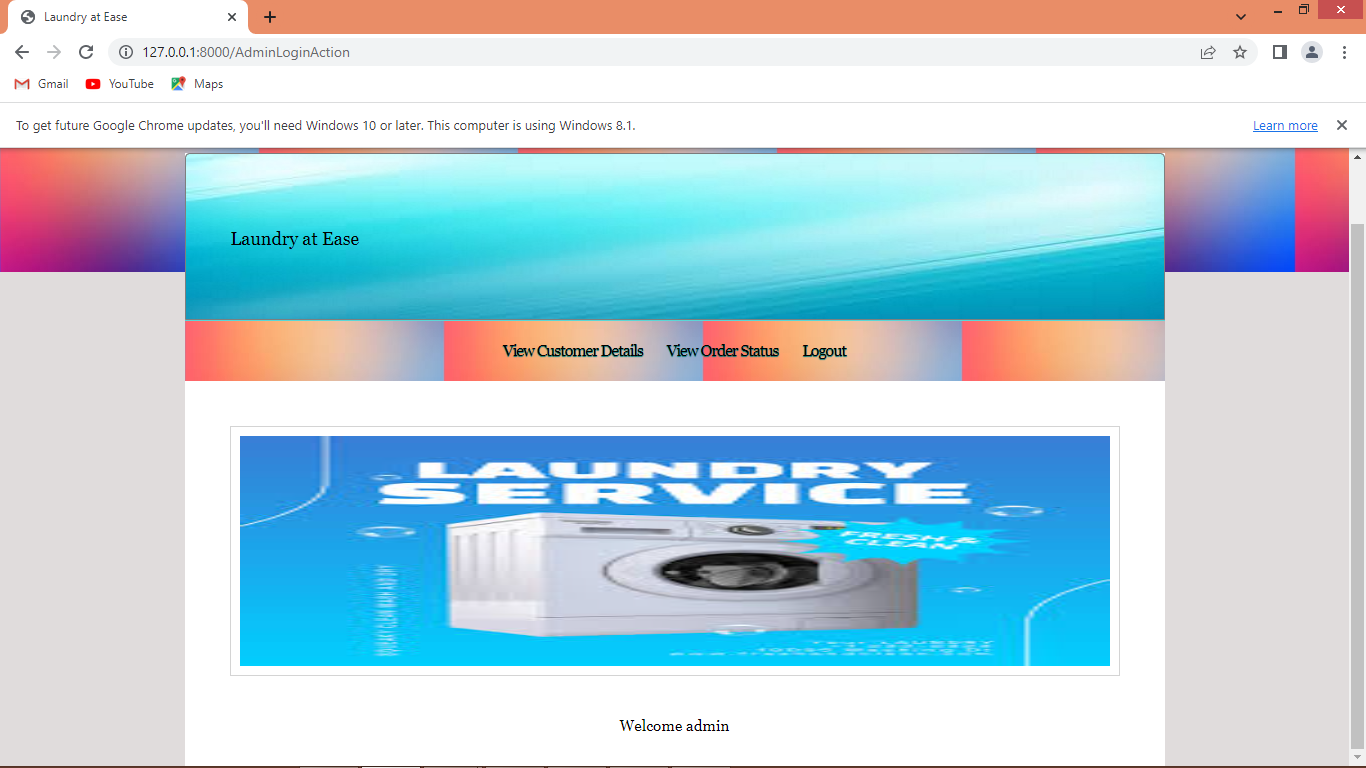 Laundry at Ease
127.0.0.1:8000/AdminLoginAction
Gmail YouTube Maps
To get future Google Chrome updates, you'll need Windows 10 or later. This computer is using Windows 8.1. Learn more
Laundry at Ease
View Customer Details View Order Status Logout
LAUNDRY
SERVICE
FRESH &
CLEAN
Welcome admin